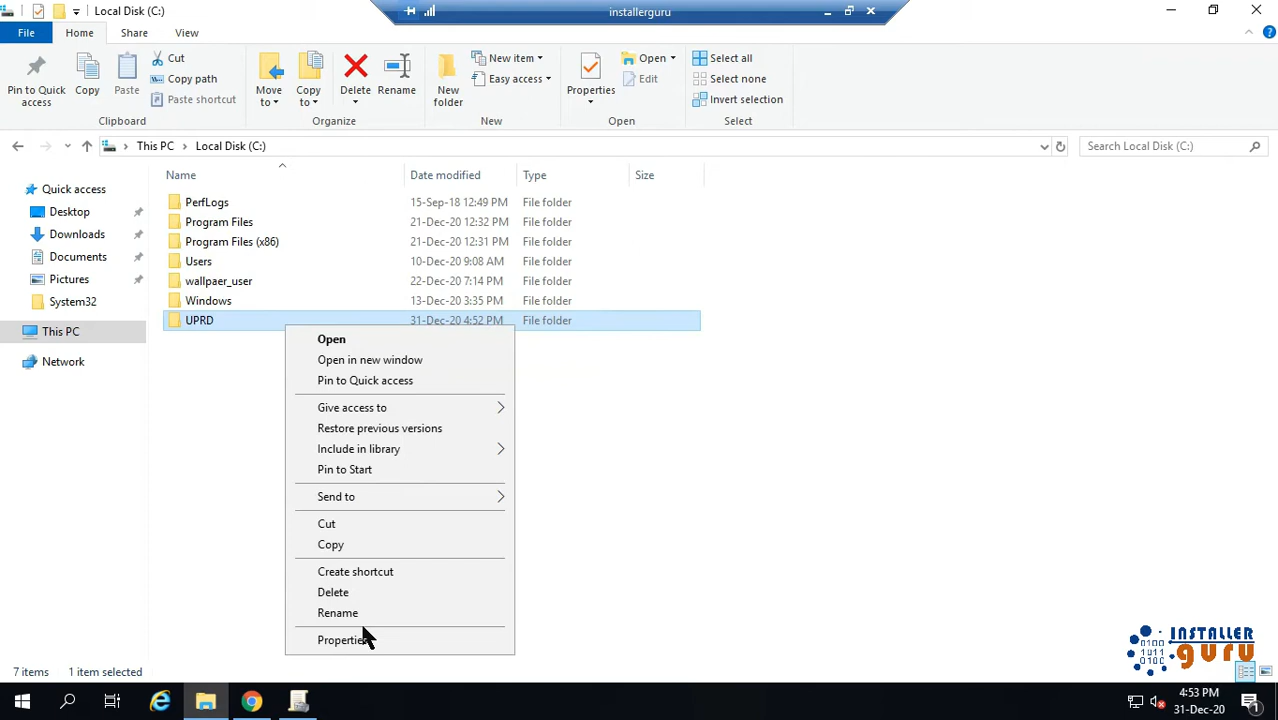 Local Disk (C:)
installerguru
File
Home
Share
View
Pin to Quick access
Copy
Paste
Cut
Copy path
Paste shortcut
Clipboard
Move to
Copy to
Delete
Rename
Organize
New folder
New item
Easy access
New
Properties
Open
Edit
Open
Select all
Select none
Invert selection
Select
This PC
Local Disk (C:)
Search Local Disk (C:)
Name
Date modified
Type
Size
Quick access
Desktop
Downloads
Documents
Pictures
System32
This PC
Network
PerfLogs 15-Sep-18 12:49 PM File folder
Program Files 21-Dec-20 12:32 PM File folder
Program Files (x86) 21-Dec-20 12:31 PM File folder
Users 10-Dec-20 9:08 AM File folder
wallpaer_user 22-Dec-20 7:14 PM File folder
Windows 13-Dec-20 3:35 PM File folder
UPRD 31-Dec-20 4:52 PM File folder
Open
Open in new window
Pin to Quick access
Give access to
Restore previous versions
Include in library
Pin to Start
Send to
Cut
Copy
Create shortcut
Delete
Rename
Properties
7 items
1 item selected
INSTALLER
guru
4:53 PM
31-Dec-20
1